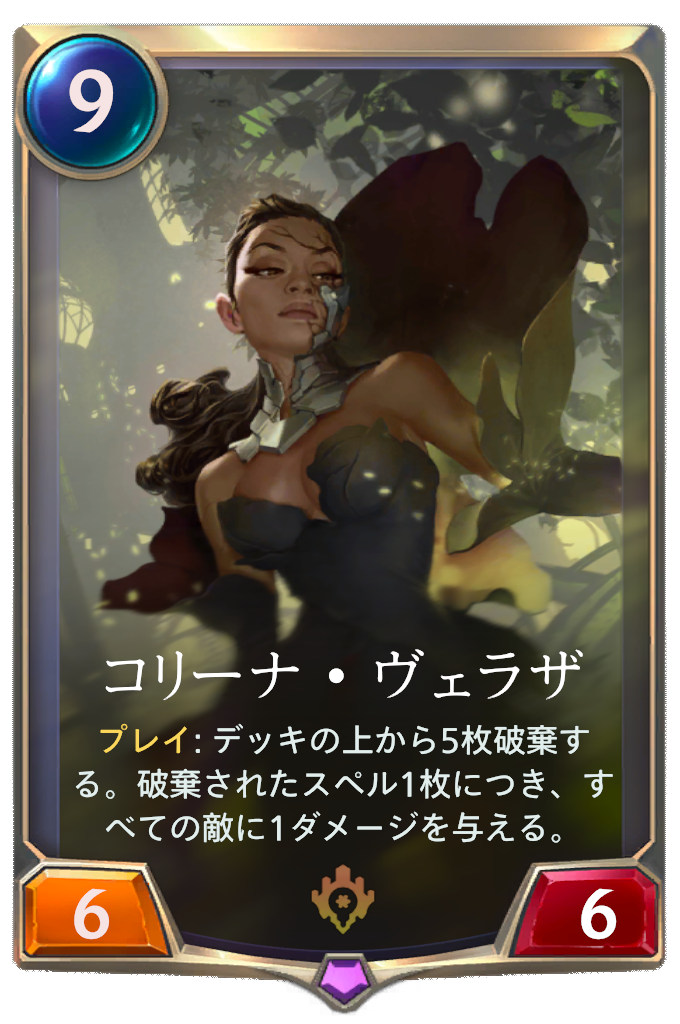 9
コリーナ・ヴェラザ
プレイ: デッキの上から5枚破棄す
る。破棄されたスペル1枚につき、す
べての敵に1ダメージを与える。
6
6